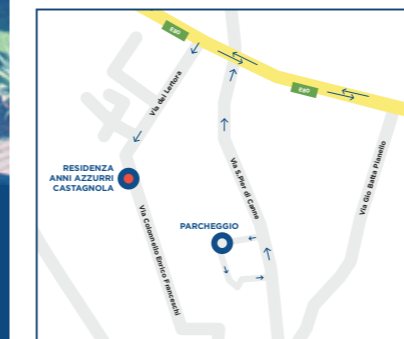 E80
E80
Via dei Lertora
RESIDENZA
ANNI AZZURRI
CASTAGNOLA
Via S.Pier di Canne
Via Gio Batta Pianello
Via Colonnello Enrico Franceschi
PARCHEGGIO